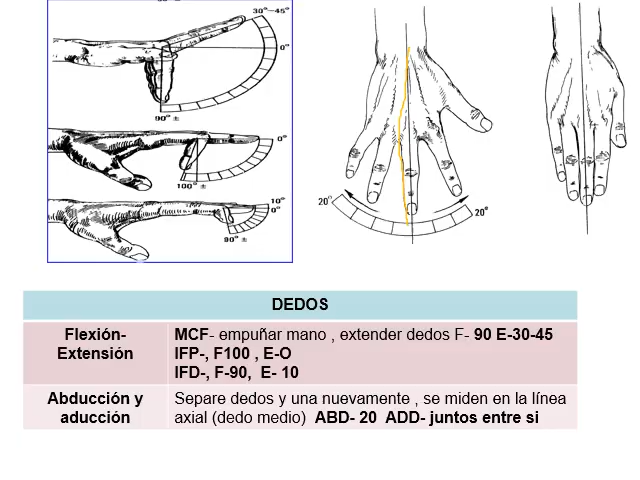 30°-45°
0°
90° ±
0°
100° ±
10°
0°
90° ±
20°
20°
DEDOS
Flexión-
Extensión
MCF- empuñar mano , extender dedos F- 90 E-30-45
IFP-, F100 , E-O
IFD-, F-90,  E- 10
Abducción y
aducción
Separe dedos y una nuevamente , se miden en la línea
axial (dedo medio)  ABD- 20  ADD- juntos entre si